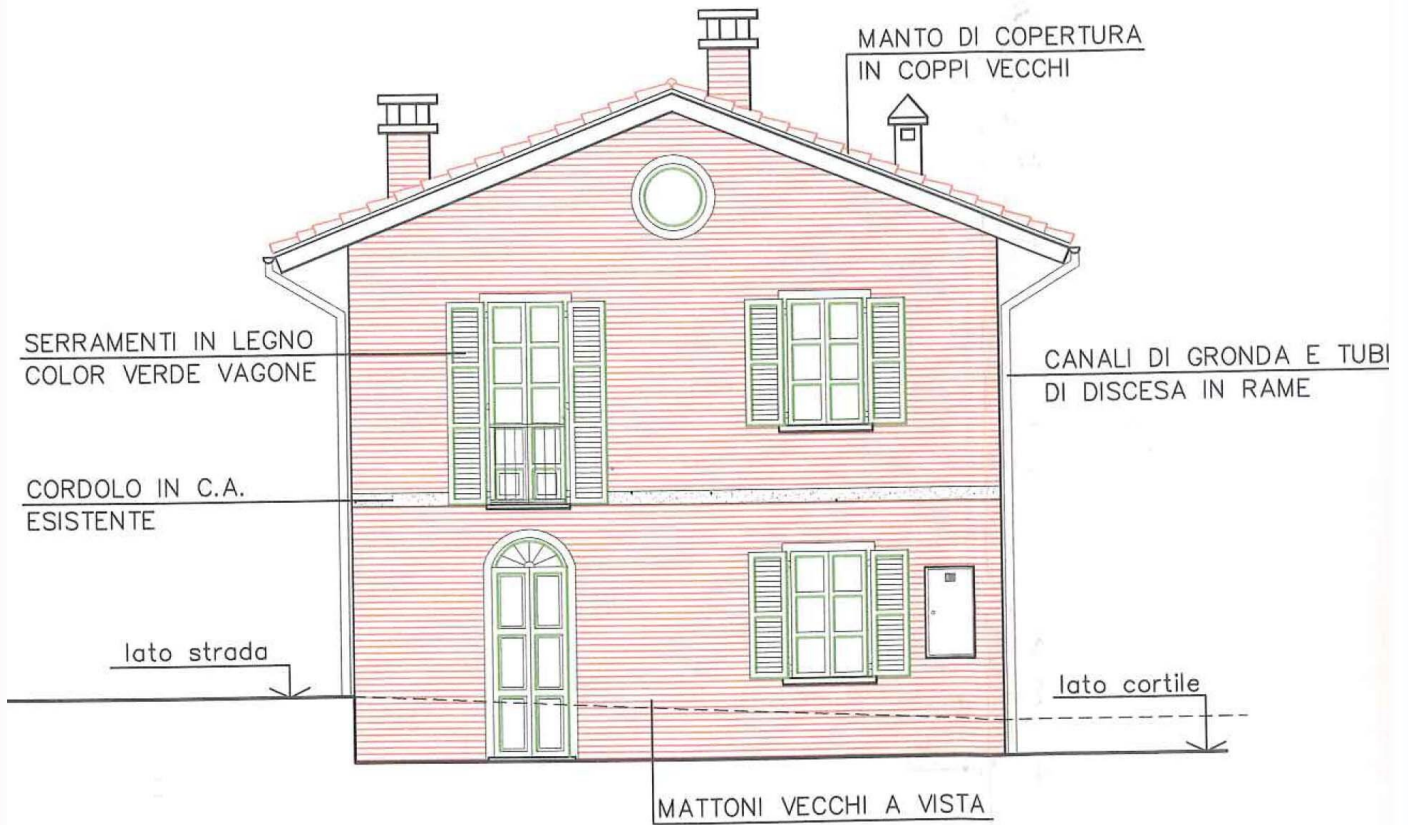 MANTO DI COPERTURA
IN COPPI VECCHI
SERRAMENTI IN LEGNO
COLOR VERDE VAGONE
CANALI DI GRONDA E TUBI
DI DISCESA IN RAME
CORDOLO IN C.A.
ESISTENTE
lato strada
lato cortile
MATTONI VECCHI A VISTA